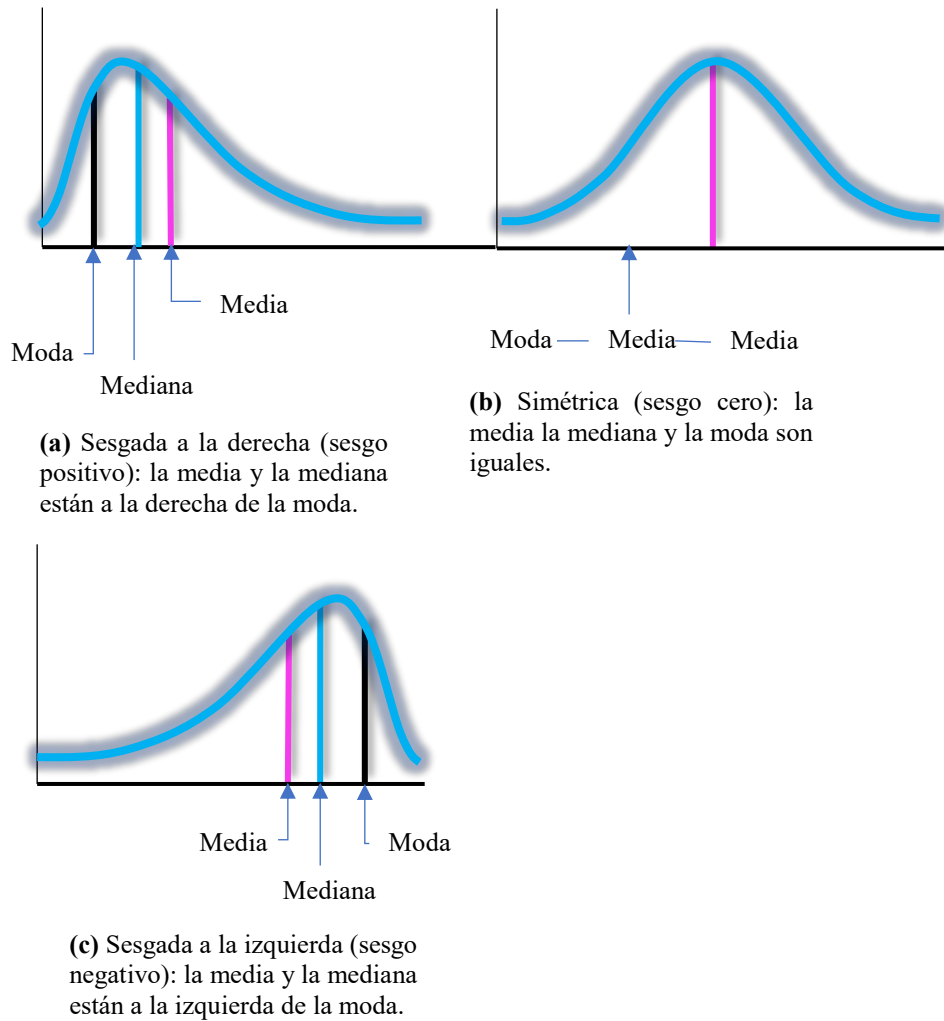 Media
Moda
Mediana
(a) Sesgada a la derecha (sesgo
positivo): la media y la mediana
están a la derecha de la moda.
Moda Media Media
(b) Simétrica (sesgo cero): la
media la mediana y la moda son
iguales.
Media Moda
Mediana
(c) Sesgada a la izquierda (sesgo
negativo): la media y la mediana
están a la izquierda de la moda.